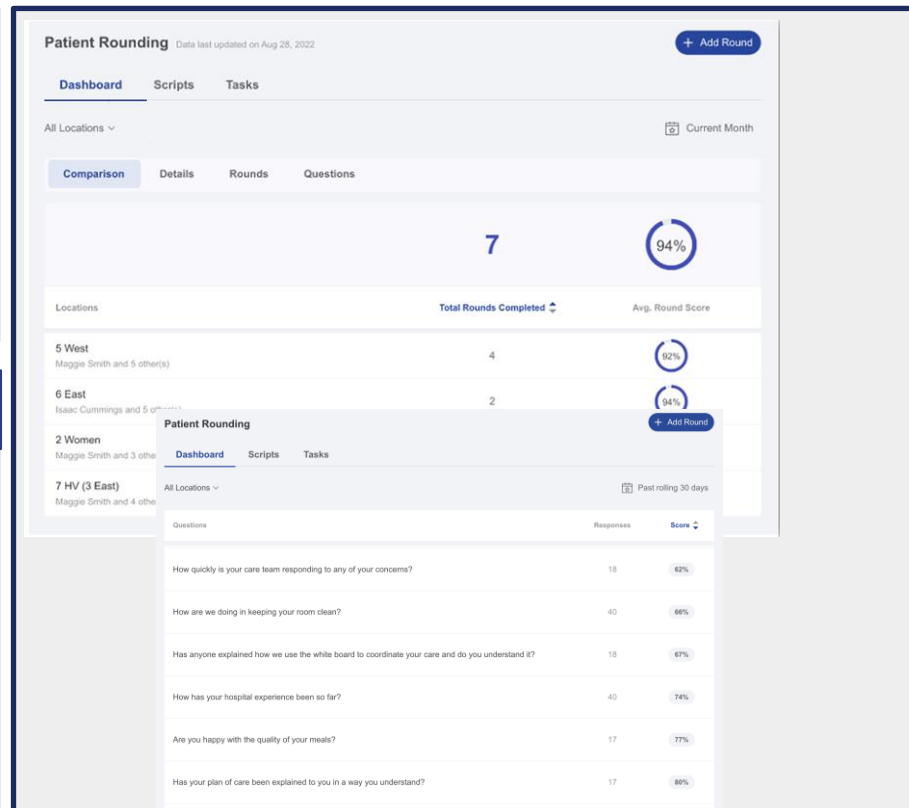 Patient Rounding Data last updated on Aug 28, 2022
+ Add Round
Dashboard Scripts Tasks
All Locations
Current Month
Comparison Details Rounds Questions
7 94%
Locations Total Rounds Completed Avg. Round Score
5 West 4 92%
Maggie Smith and 5 other(s)
6 East 2 94%
Isaac Cummings and 5
2 Women
Maggie Smith and 3 othe
7 HV (3 East)
Maggie Smith and 4 othe
Patient Rounding
+ Add Round
Dashboard Scripts Tasks
All Locations
Past rolling 30 days
Questions Responses Score
How quickly is your care team responding to any of your concerns? 18 62%
How are we doing in keeping your room clean? 40 66%
Has anyone explained how we use the white board to coordinate your care and do you understand it? 18 67%
How has your hospital experience been so far? 40 74%
Are you happy with the quality of your meals? 17 77%
Has your plan of care been explained to you in a way you understand? 17 80%